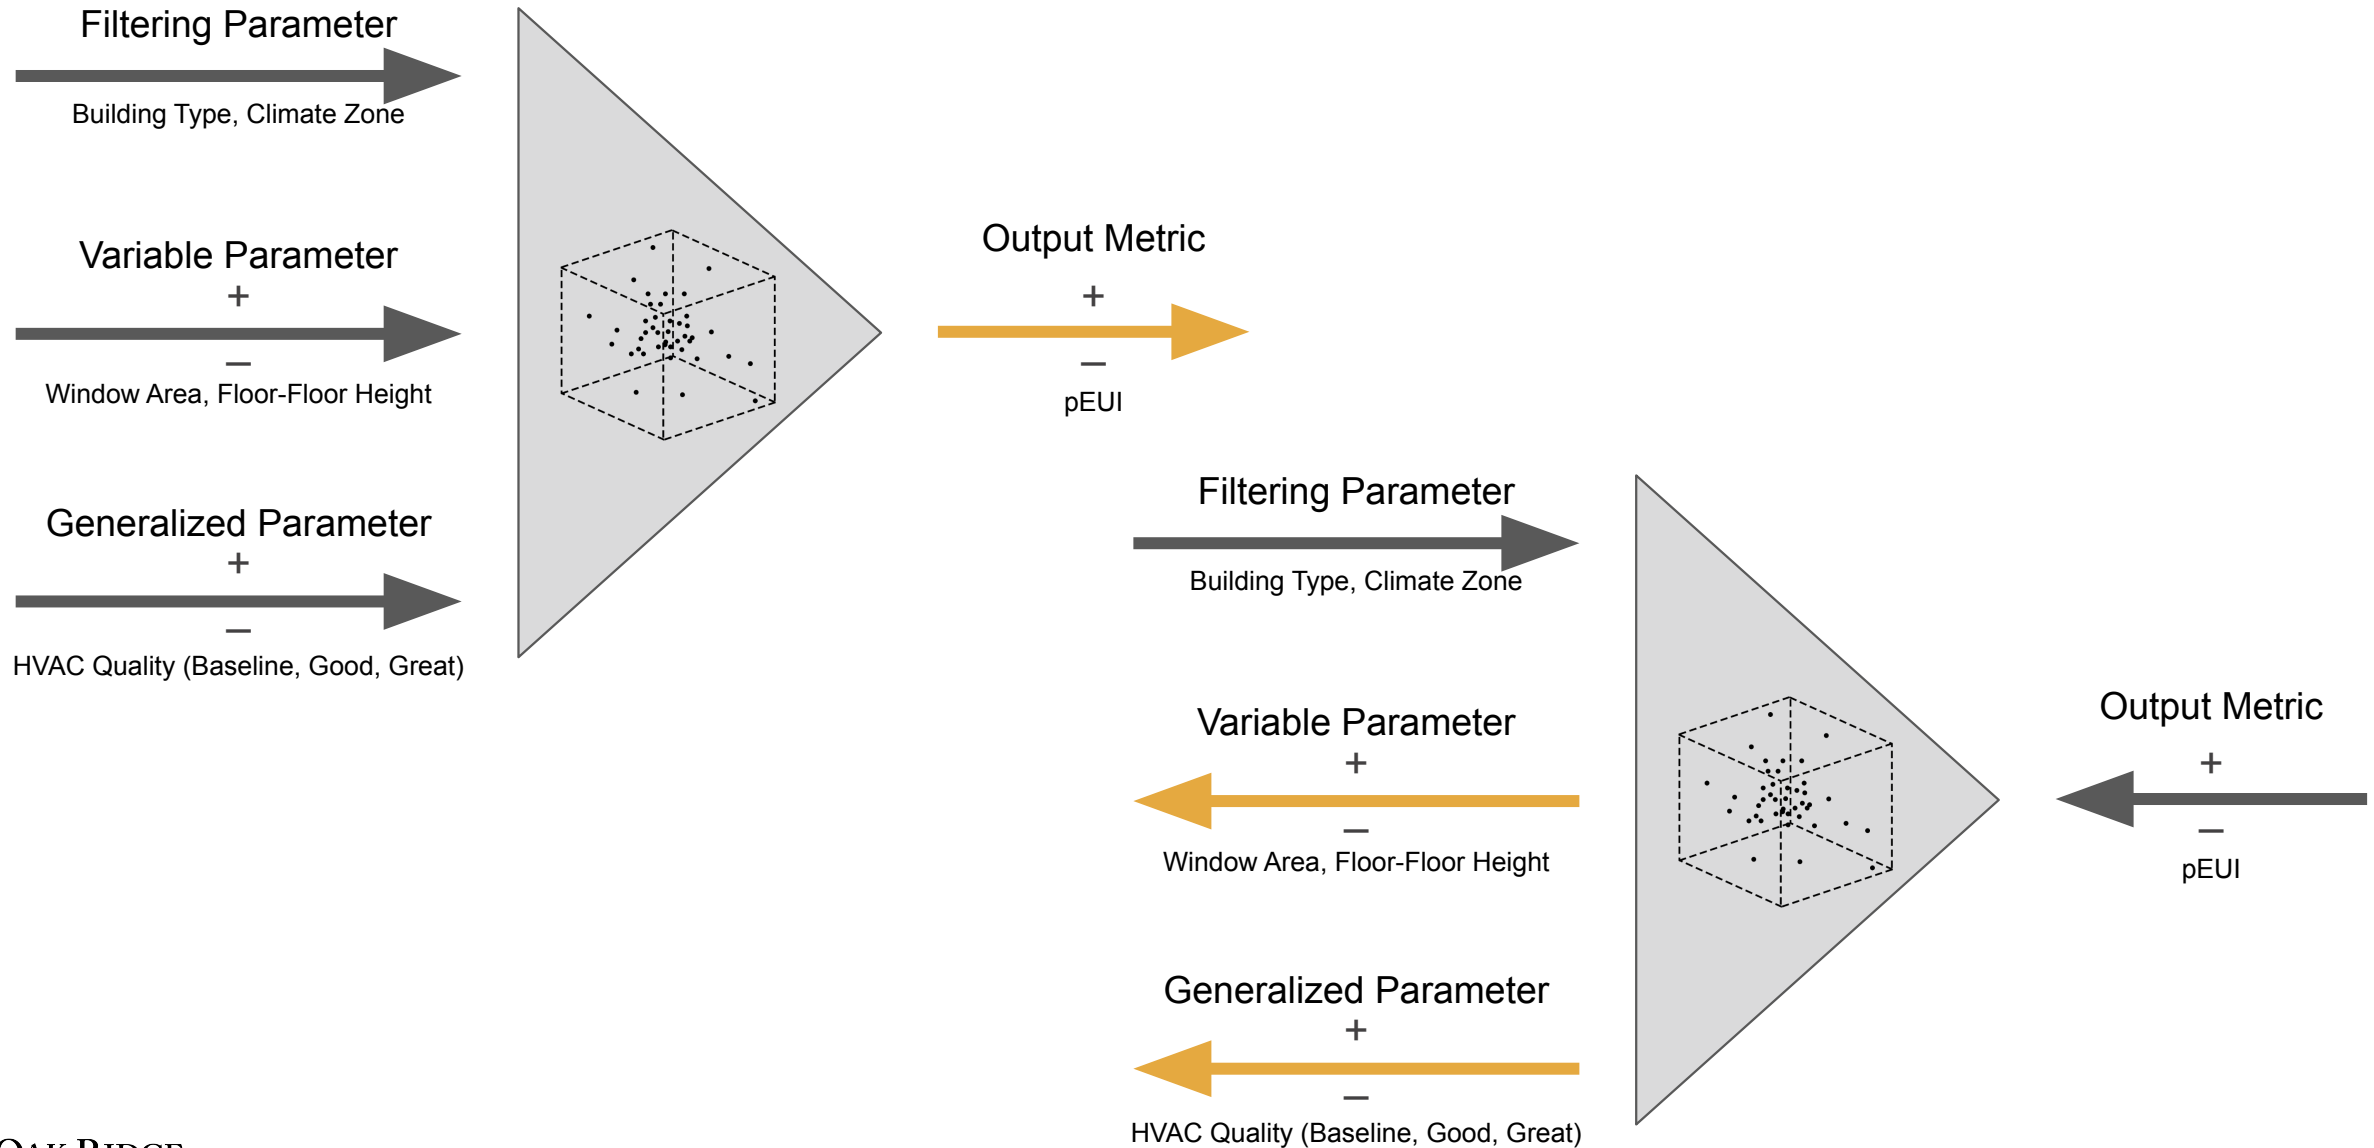 Filtering Parameter
Building Type, Climate Zone
Variable Parameter
+
–
Window Area, Floor-Floor Height
Generalized Parameter
+
–
HVAC Quality (Baseline, Good, Great)
Output Metric
+
–
pEUI
Filtering Parameter
Building Type, Climate Zone
Variable Parameter
+
–
Window Area, Floor-Floor Height
Generalized Parameter
+
–
HVAC Quality (Baseline, Good, Great)
Output Metric
+
–
pEUI
OAK RIDGE